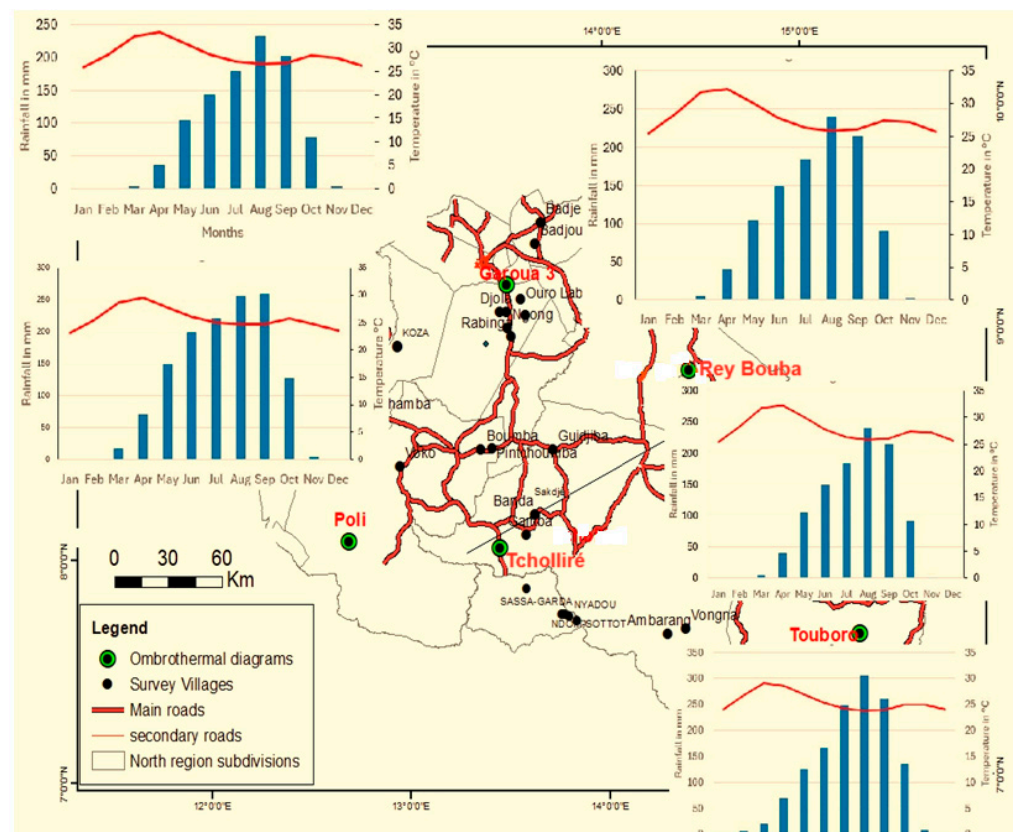 14°0'0"E 15°0'0"E
250 35
200 30
150 25
100 20
50 15
0 10
5
0
Rainfall in mm
Temperature in °C
Jan Feb Mar Apr May Jun Jul Aug Sep Oct Nov Dec
Months
300 35
250 30
200 25
150 20
100 15
50 10
0 5
0
Rainfall in mm
Temperature in °C
Jan Feb Mar Apr May Jun Jul Aug Sep Oct Nov Dec
300 35
250 30
200 25
150 20
100 15
50 10
0 5
0
Rainfall in mm
Temperature °C
Jan Feb Mar Apr May Jun Jul Aug Sep Oct Nov Dec
Badje
Badjou
Garoua 3
Djola
Ouro Lab
Ngong
Rabinga
KOZA
Rey Bouba
hamba
Boumba
Guidjiba
Pintchoumba
Voko
Sakdje
Banda
Poli
Tcholliré
SASSA-GARDA
NYADOU
Ambarang
Vongna
Touboro
300 35
250 30
200 25
150 20
100 15
50 10
0 5
0
Rainfall in mm
Temperature in °C
Jan Feb Mar Apr May Jun Jul Aug Sep Oct Nov Dec
350 35
300 30
250 25
200 20
150 15
100 10
50 5
0
Rainfall in mm
Temperature in °C
9°0'0"N
8°0'0"N
7°0'0"N
7°0'0"N
0 30 60
Km
Legend
Ombrothermal diagrams
Survey Villages
Main roads
secondary roads
North region subdivisions
12°0'0"E 13°0'0"E 14°0'0"E